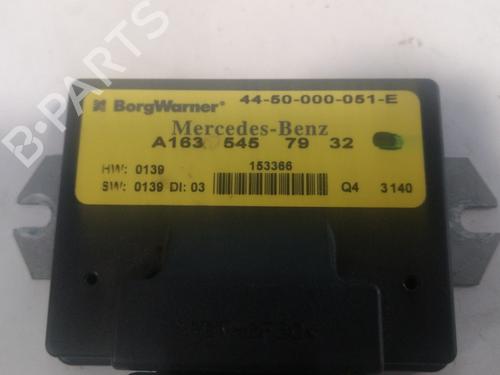 B-PARTS
BorgWarner® 44-50-000-051-E
Mercedes-Benz
A163 545 79 32
HW: 0139 153366
SW: 0139 DI: 03 Q4 3140